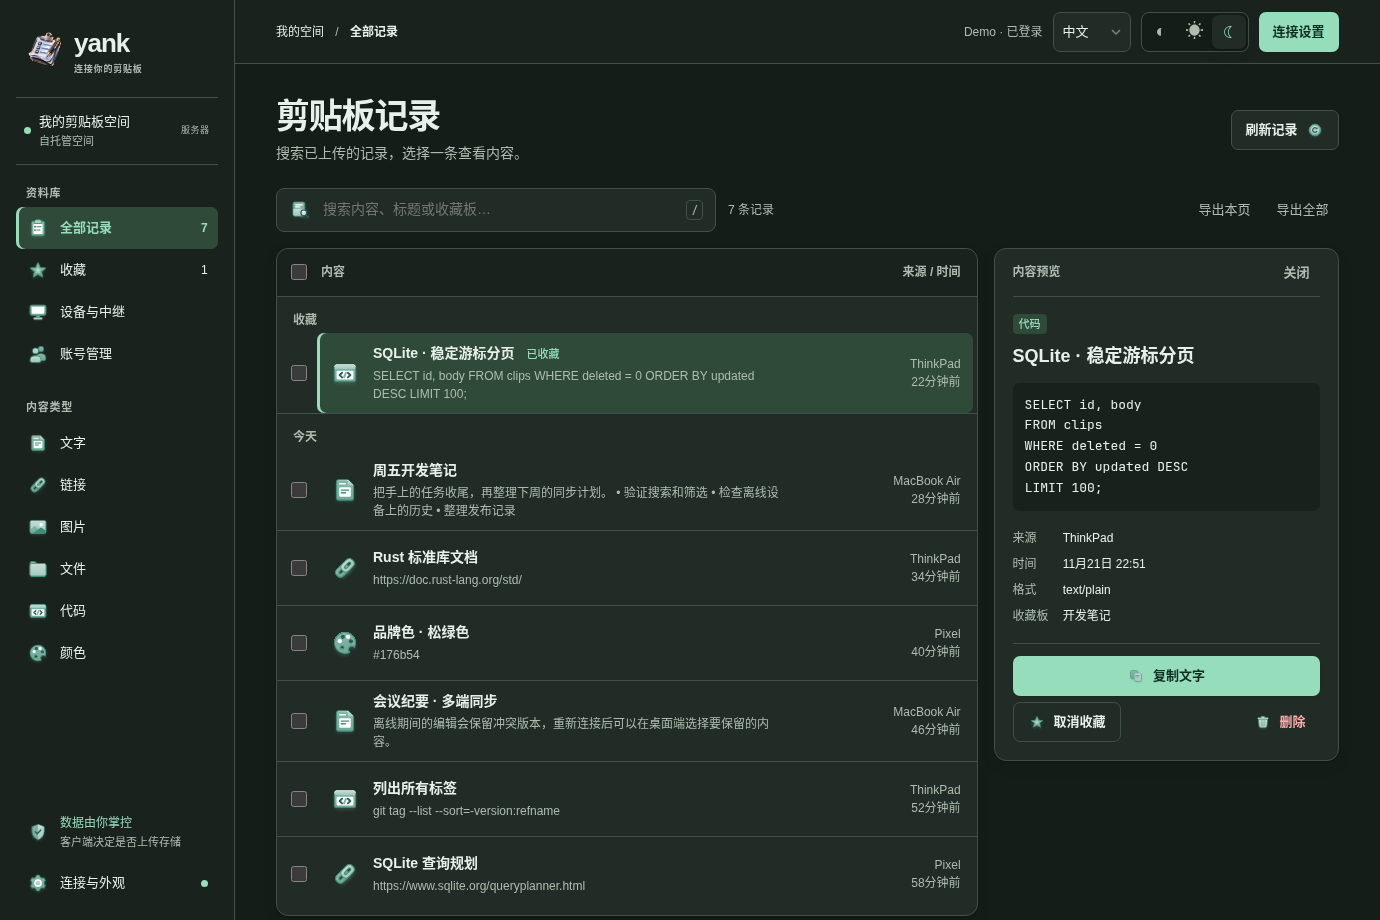 yank
连接你的剪贴板
我的剪贴板空间
自托管空间
服务器
资料库
全部记录 7
收藏 1
设备与中继
账号管理
内容类型
文字
链接
图片
文件
代码
颜色
数据由你掌控
客户端决定是否上传存储
连接与外观
我的空间 / 全部记录
Demo · 已登录
中文
连接设置
剪贴板记录
搜索已上传的记录，选择一条查看内容。
刷新记录
搜索内容、标题或收藏板… /
7 条记录
导出本页
导出全部
内容
来源 / 时间
收藏
SQLite · 稳定游标分页 已收藏
SELECT id, body FROM clips WHERE deleted = 0 ORDER BY updated
DESC LIMIT 100;
ThinkPad
22分钟前
今天
周五开发笔记
把手上的任务收尾，再整理下周的同步计划。 • 验证搜索和筛选 • 检查离线设
备上的历史 • 整理发布记录
MacBook Air
28分钟前
Rust 标准库文档
https://doc.rust-lang.org/std/
ThinkPad
34分钟前
品牌色 · 松绿色
#176b54
Pixel
40分钟前
会议纪要 · 多端同步
离线期间的编辑会保留冲突版本，重新连接后可以在桌面端选择要保留的内
容。
MacBook Air
46分钟前
列出所有标签
git tag --list --sort=-version:refname
ThinkPad
52分钟前
SQLite 查询规划
https://www.sqlite.org/queryplanner.html
Pixel
58分钟前
内容预览
关闭
代码
SQLite · 稳定游标分页
SELECT id, body
FROM clips
WHERE deleted = 0
ORDER BY updated DESC
LIMIT 100;
来源 ThinkPad
时间 11月21日 22:51
格式 text/plain
收藏板 开发笔记
复制文字
取消收藏
删除